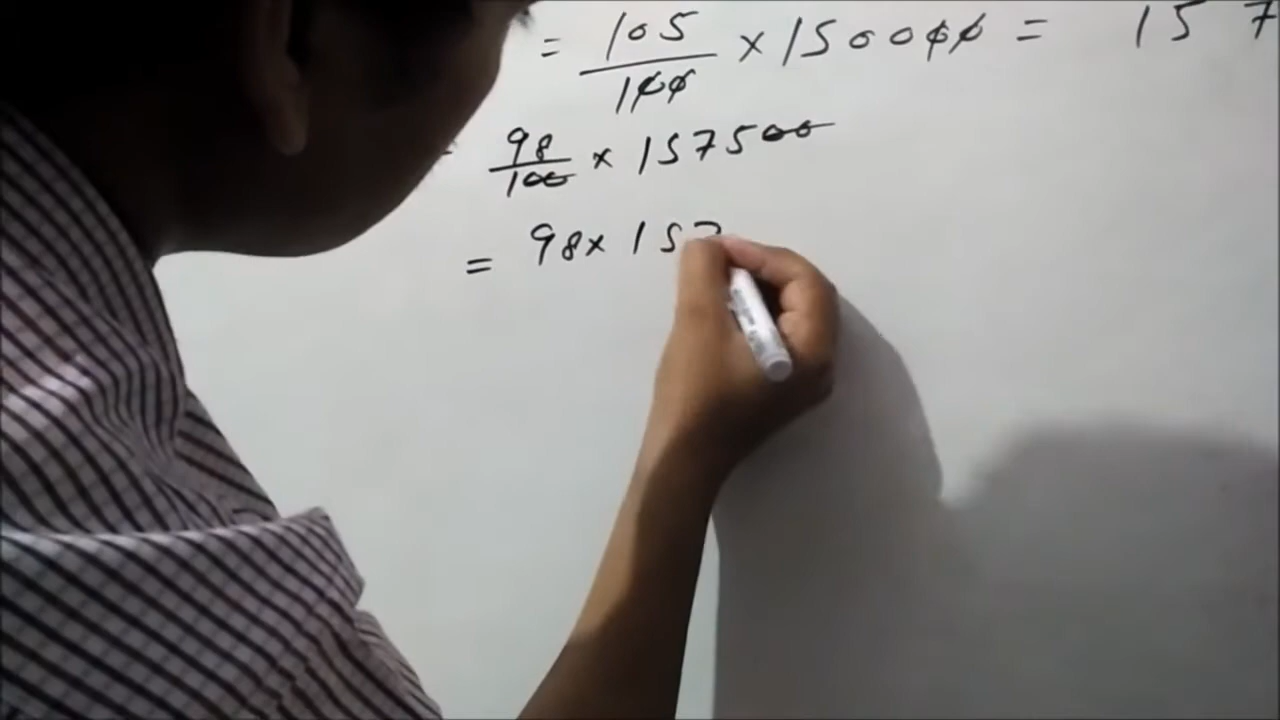 = 105/100 × 150000 = 157
98/100 × 157500
= 98 × 157